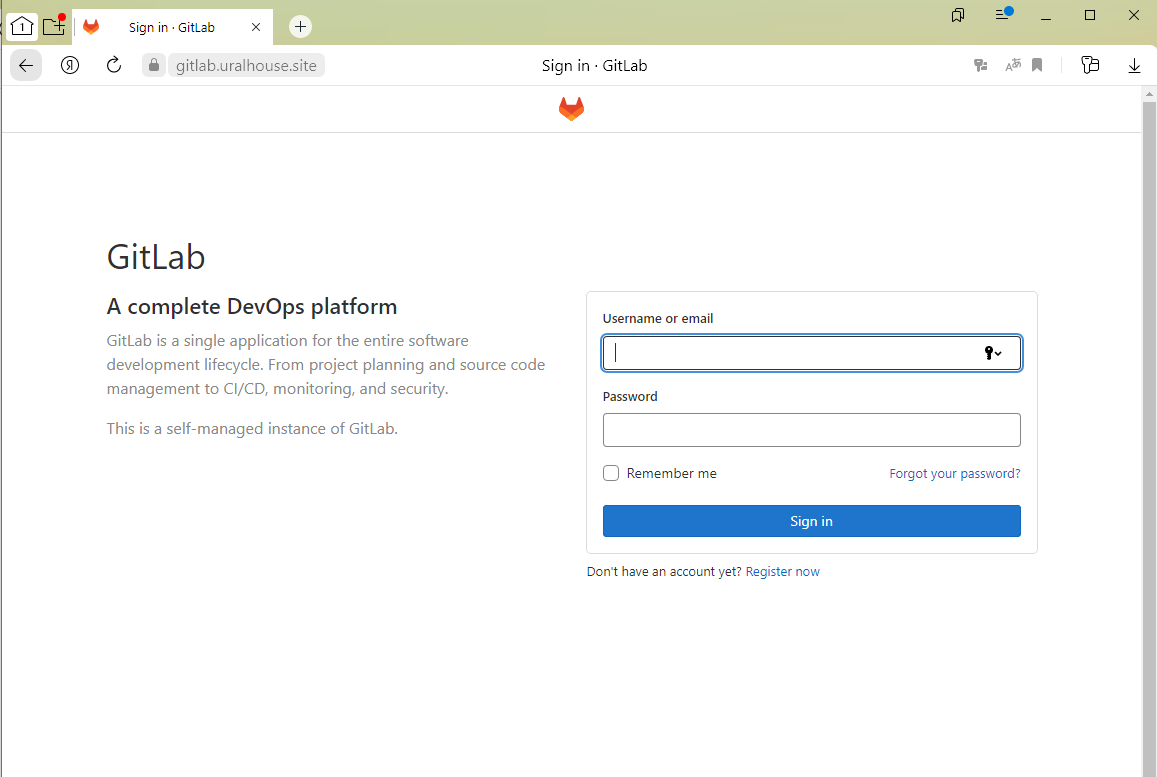 1
Sign in · GitLab
Я
gitlab.uralhouse.site
Sign in · GitLab
GitLab
A complete DevOps platform
GitLab is a single application for the entire software
development lifecycle. From project planning and source code
management to CI/CD, monitoring, and security.
This is a self-managed instance of GitLab.
Username or email
Password
Remember me
Forgot your password?
Sign in
Don't have an account yet? Register now